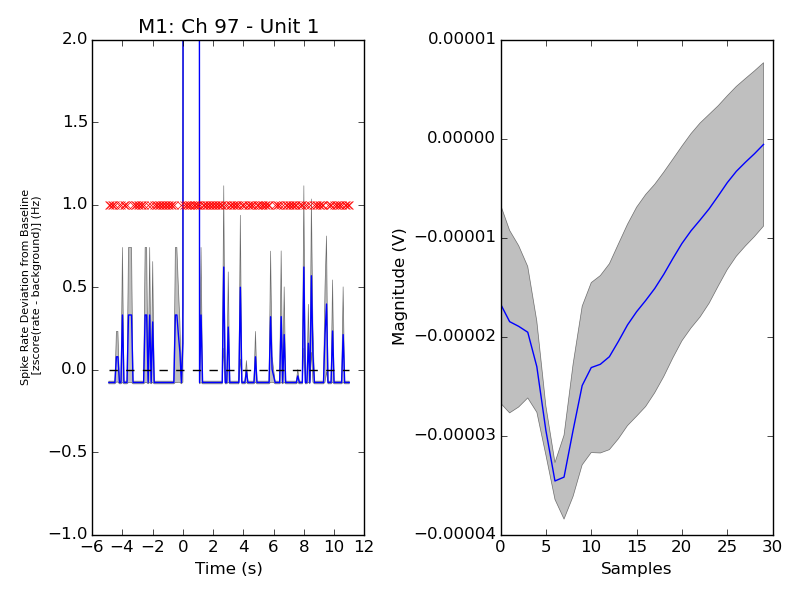 M1: Ch 97 - Unit 1
Spike Rate Deviation from Baseline
[zscore(rate - background)] (Hz)
2.0
1.5
1.0
0.5
0.0
−0.5
−1.0
−6 −4 −2 0 2 4 6 8 10 12
Time (s)
Magnitude (V)
0.00001
0.00000
−0.00001
−0.00002
−0.00003
−0.00004
0 5 10 15 20 25 30
Samples